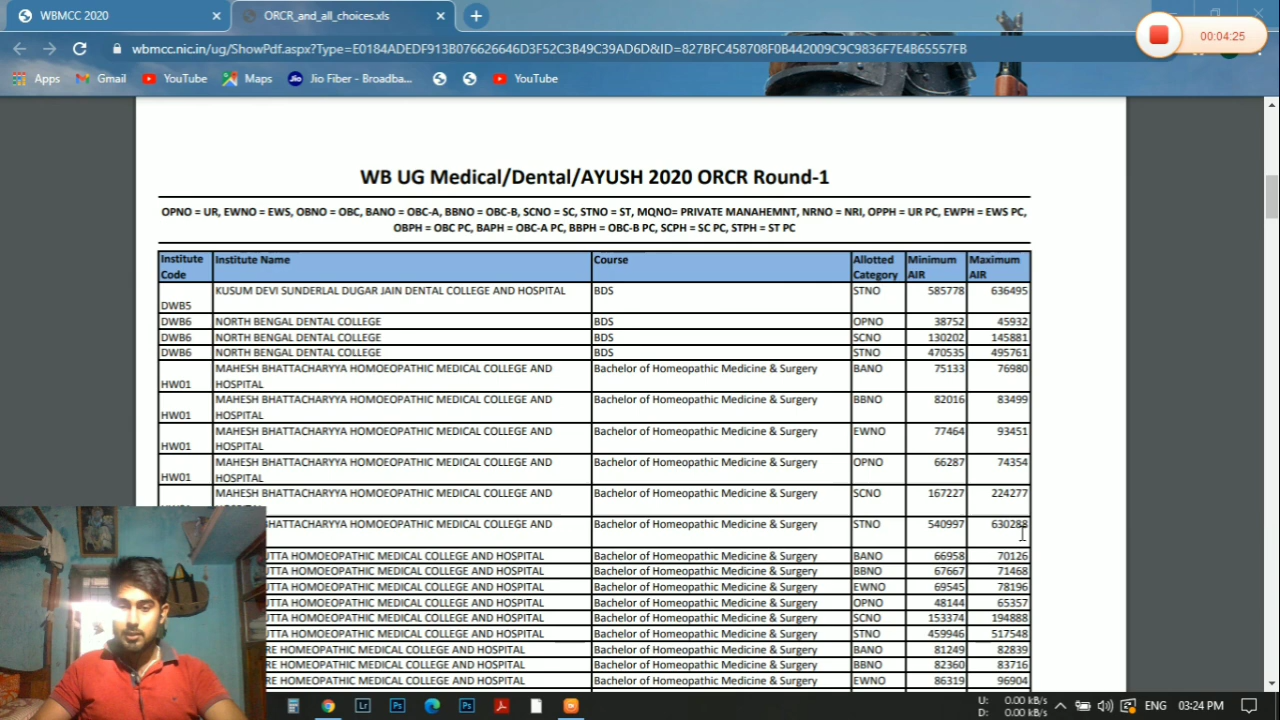 WBMCC 2020
ORCR_and_all_choices.xls
00:04:25
wbmcc.nic.in/ug/ShowPdf.aspx?Type=E0184ADEDF913B076626646D3F52C3B49C39AD6D&ID=827BFC458708F0B442009C9C9836F7E4B65557FB
Apps Gmail YouTube Maps Jio Fiber - Broadba... YouTube
WB UG Medical/Dental/AYUSH 2020 ORCR Round-1
OPNO = UR, EWNO = EWS, OBNO = OBC, BANO = OBC-A, BBNO = OBC-B, SCNO = SC, STNO = ST, MQNO= PRIVATE MANAHEMNT, NRNO = NRI, OPPH = UR PC, EWPH = EWS PC,
OBPH = OBC PC, BAPH = OBC-A PC, BBPH = OBC-B PC, SCPH = SC PC, STPH = ST PC
Institute Code Institute Name Course Allotted Category Minimum AIR Maximum AIR
DWB5 KUSUM DEVI SUNDERLAL DUGAR JAIN DENTAL COLLEGE AND HOSPITAL BDS STNO 585778 636495
DWB6 NORTH BENGAL DENTAL COLLEGE BDS OPNO 38752 45932
DWB6 NORTH BENGAL DENTAL COLLEGE BDS SCNO 130202 145881
DWB6 NORTH BENGAL DENTAL COLLEGE BDS STNO 470535 495761
HW01 MAHESH BHATTACHARYYA HOMOEOPATHIC MEDICAL COLLEGE AND HOSPITAL Bachelor of Homeopathic Medicine & Surgery BANO 75133 76980
HW01 MAHESH BHATTACHARYYA HOMOEOPATHIC MEDICAL COLLEGE AND HOSPITAL Bachelor of Homeopathic Medicine & Surgery BBNO 82016 83499
HW01 MAHESH BHATTACHARYYA HOMOEOPATHIC MEDICAL COLLEGE AND HOSPITAL Bachelor of Homeopathic Medicine & Surgery EWNO 77464 93451
HW01 MAHESH BHATTACHARYYA HOMOEOPATHIC MEDICAL COLLEGE AND HOSPITAL Bachelor of Homeopathic Medicine & Surgery OPNO 66287 74354
MAHESH BHATTACHARYYA HOMOEOPATHIC MEDICAL COLLEGE AND Bachelor of Homeopathic Medicine & Surgery SCNO 167227 224277
BHATTACHARYYA HOMOEOPATHIC MEDICAL COLLEGE AND Bachelor of Homeopathic Medicine & Surgery STNO 540997 630288
UTTA HOMOEOPATHIC MEDICAL COLLEGE AND HOSPITAL Bachelor of Homeopathic Medicine & Surgery BANO 66958 70126
UTTA HOMOEOPATHIC MEDICAL COLLEGE AND HOSPITAL Bachelor of Homeopathic Medicine & Surgery BBNO 67667 71468
UTTA HOMOEOPATHIC MEDICAL COLLEGE AND HOSPITAL Bachelor of Homeopathic Medicine & Surgery EWNO 69545 78196
UTTA HOMOEOPATHIC MEDICAL COLLEGE AND HOSPITAL Bachelor of Homeopathic Medicine & Surgery OPNO 48144 65357
UTTA HOMOEOPATHIC MEDICAL COLLEGE AND HOSPITAL Bachelor of Homeopathic Medicine & Surgery SCNO 153374 194888
UTTA HOMOEOPATHIC MEDICAL COLLEGE AND HOSPITAL Bachelor of Homeopathic Medicine & Surgery STNO 459946 517548
RE HOMEOPATHIC MEDICAL COLLEGE AND HOSPITAL Bachelor of Homeopathic Medicine & Surgery BANO 81249 82839
RE HOMEOPATHIC MEDICAL COLLEGE AND HOSPITAL Bachelor of Homeopathic Medicine & Surgery BBNO 82360 83716
RE HOMEOPATHIC MEDICAL COLLEGE AND HOSPITAL Bachelor of Homeopathic Medicine & Surgery EWNO 86319 96904
Lr Ps Ps
U: 0.00 kB/s
D: 0.00 kB/s
ENG 03:24 PM